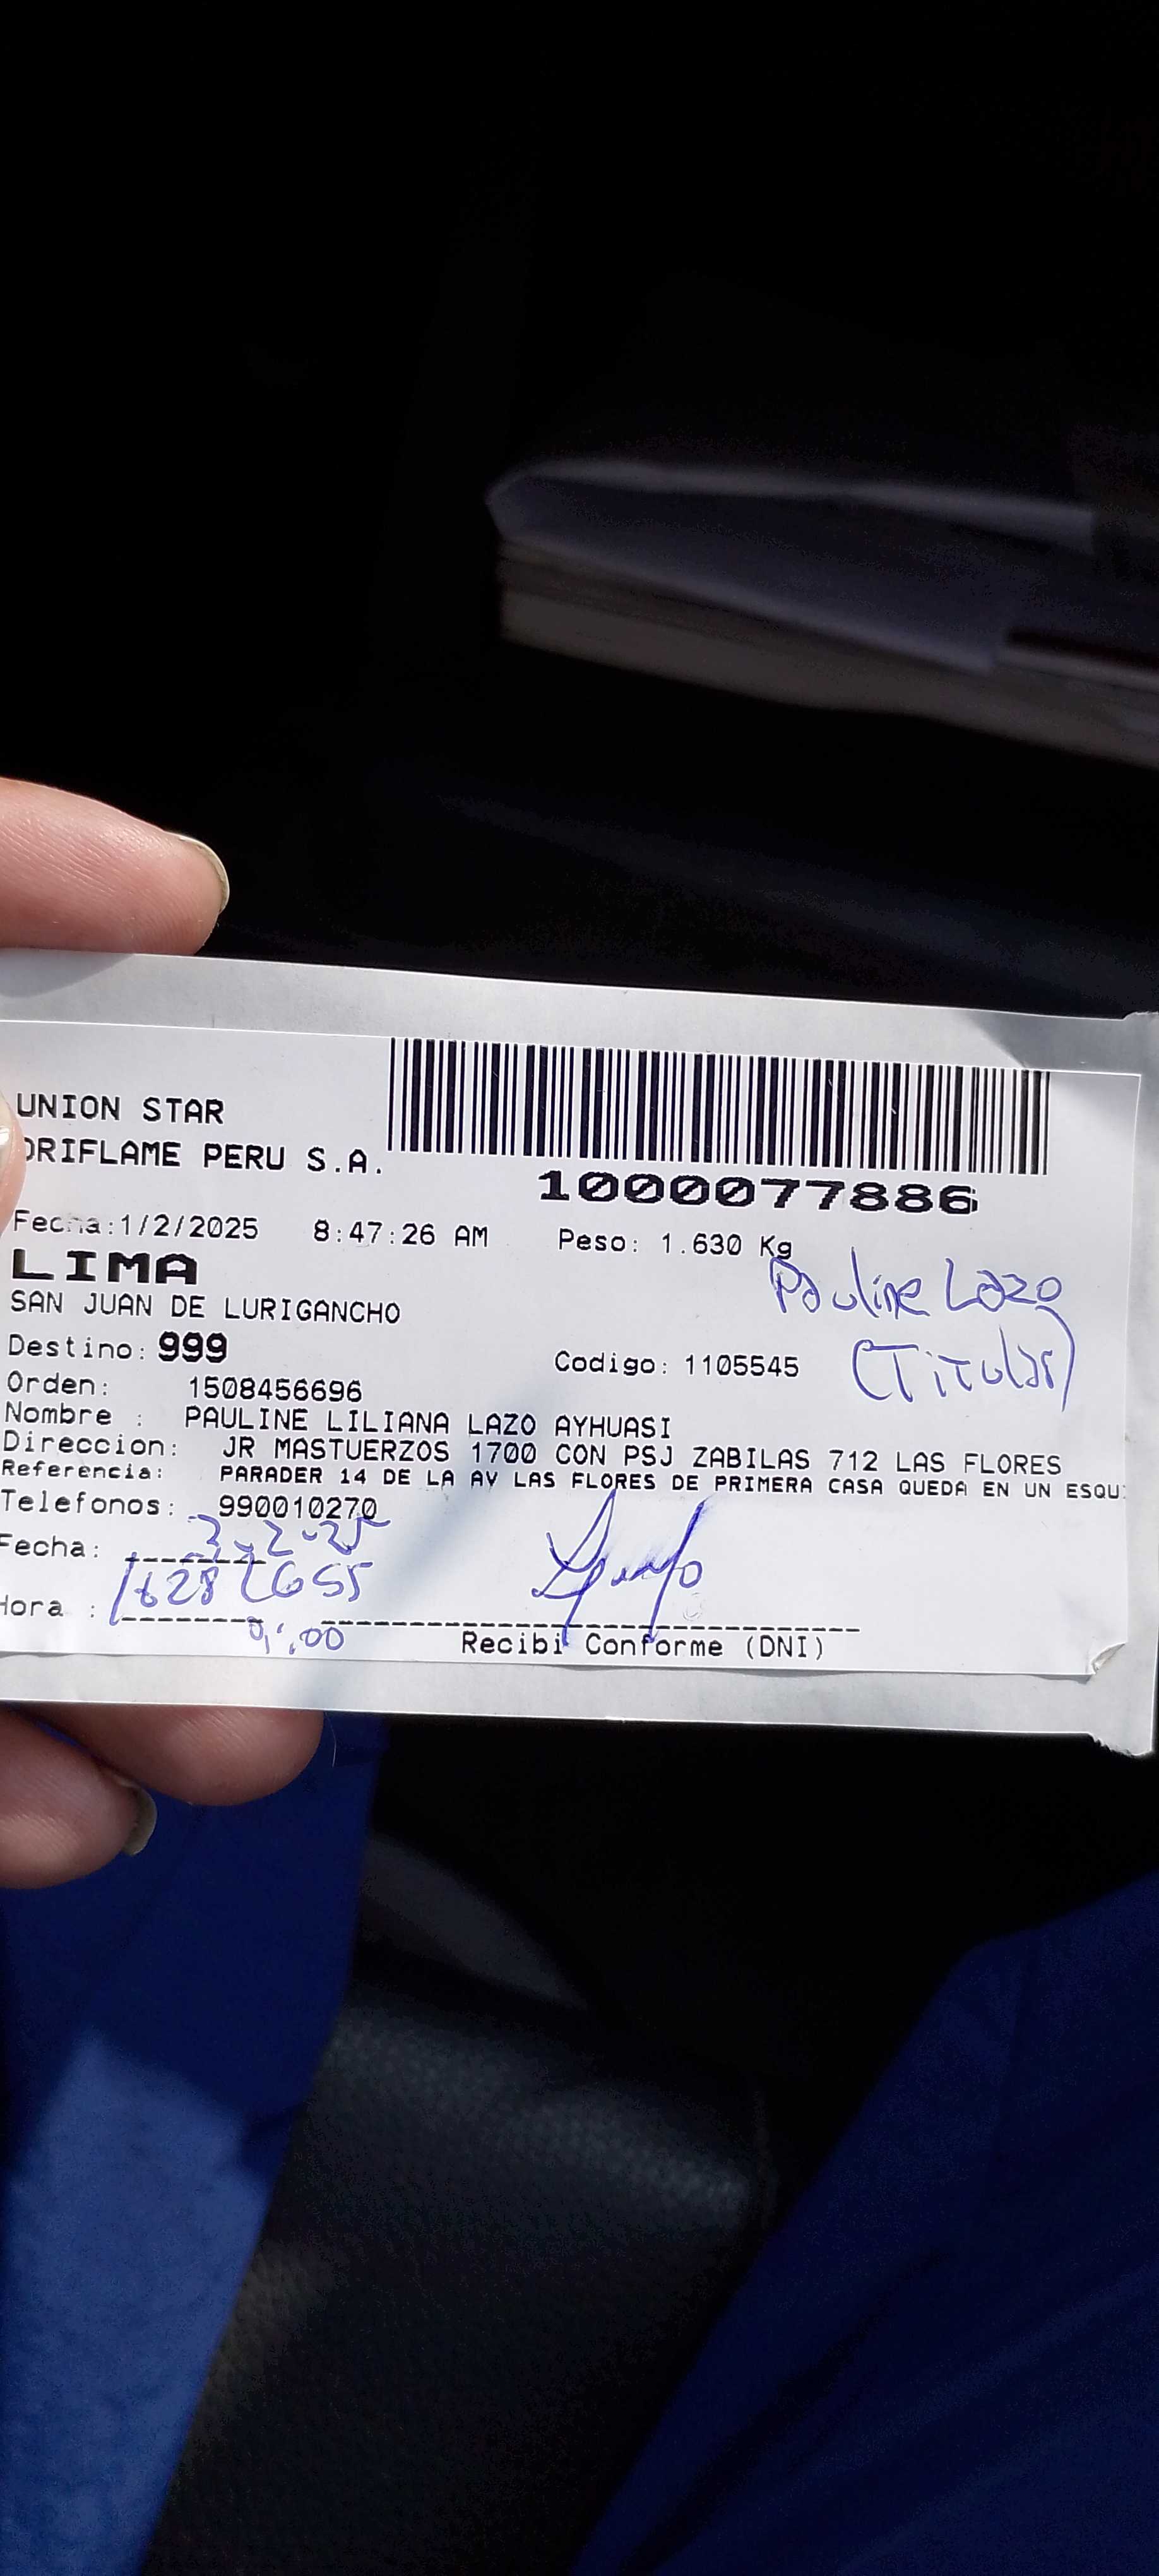 UNION STAR
ORIFLAME PERU S.A.
1000077886
Fecha:1/2/2025 8:47:26 AM Peso: 1.630 Kg
LIMA
Pauline Lazo
SAN JUAN DE LURIGANCHO
(Titular)
Destino: 999 Codigo: 1105545
Orden: 1508456696
Nombre : PAULINE LILIANA LAZO AYHUASI
Direccion: JR MASTUERZOS 1700 CON PSJ ZABILAS 712 LAS FLORES
Referencia: PARADER 14 DE LA AV LAS FLORES DE PRIMERA CASA QUEDA EN UN ESQU
Telefonos: 990010270
Fecha: 3-2-25
Hora :
Recibi Conforme (DNI)